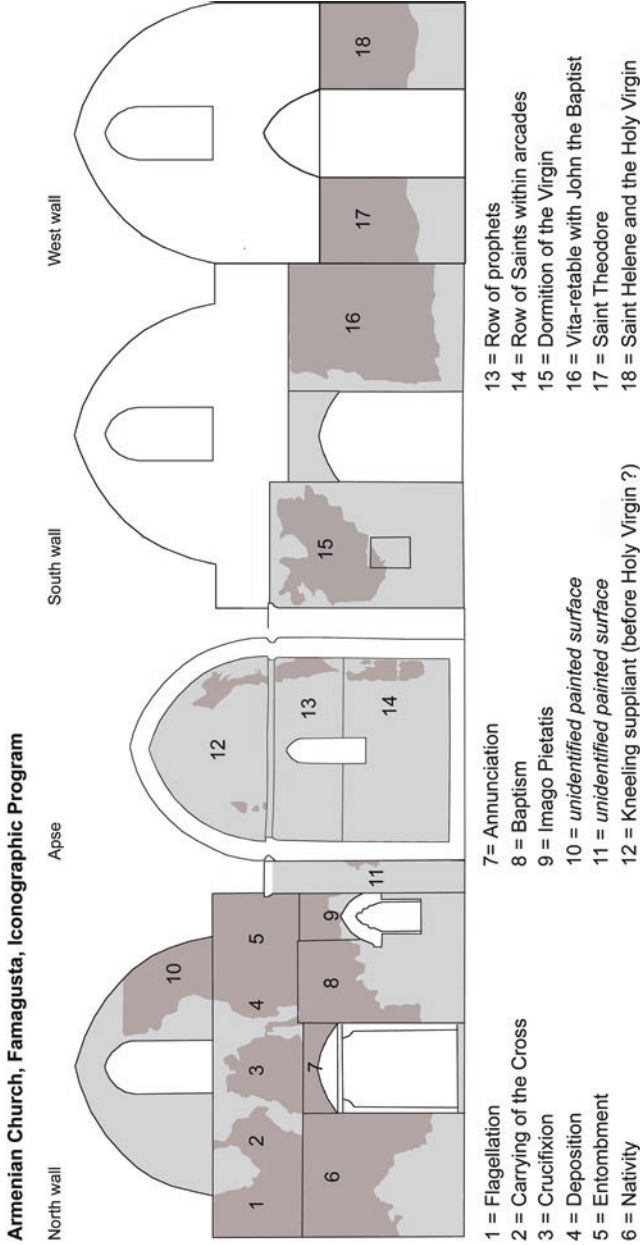 Armenian Church, Famagusta, Iconographic Program
North wall
Apse
South wall
West wall
1
2
3
4
5
6
7
8
9
10
11
12
13
14
15
16
17
18
1 = Flagellation
2 = Carrying of the Cross
3 = Crucifixion
4 = Deposition
5 = Entombment
6 = Nativity
7= Annunciation
8 = Baptism
9 = Imago Pietatis
10 = unidentified painted surface
11 = unidentified painted surface
12 = Kneeling suppliant (before Holy Virgin ?)
13 = Row of prophets
14 = Row of Saints within arcades
15 = Dormition of the Virgin
16 = Vita-retable with John the Baptist
17 = Saint Theodore
18 = Saint Helene and the Holy Virgin